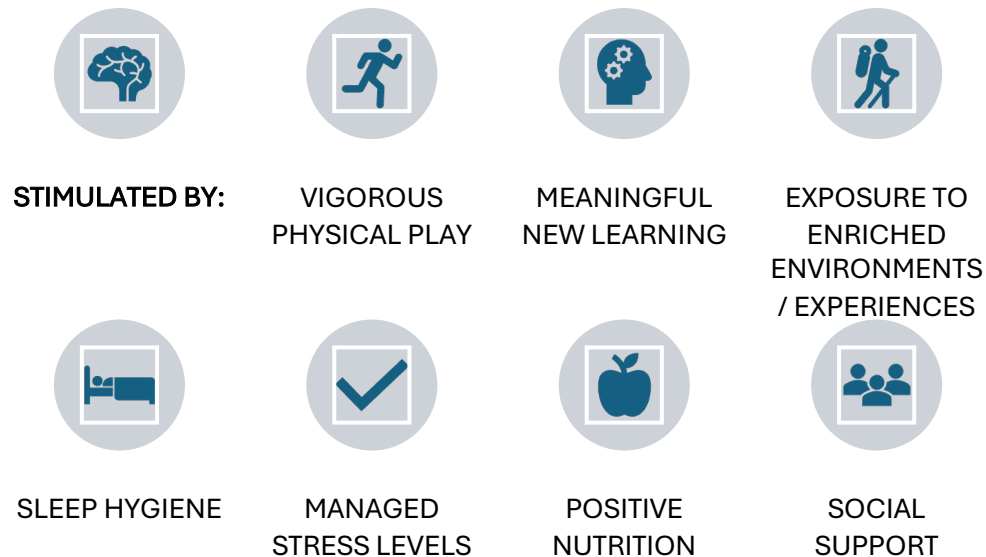 STIMULATED BY:
VIGOROUS
PHYSICAL PLAY
MEANINGFUL
NEW LEARNING
EXPOSURE TO
ENRICHED
ENVIRONMENTS
/ EXPERIENCES
SLEEP HYGIENE
MANAGED
STRESS LEVELS
POSITIVE
NUTRITION
SOCIAL
SUPPORT